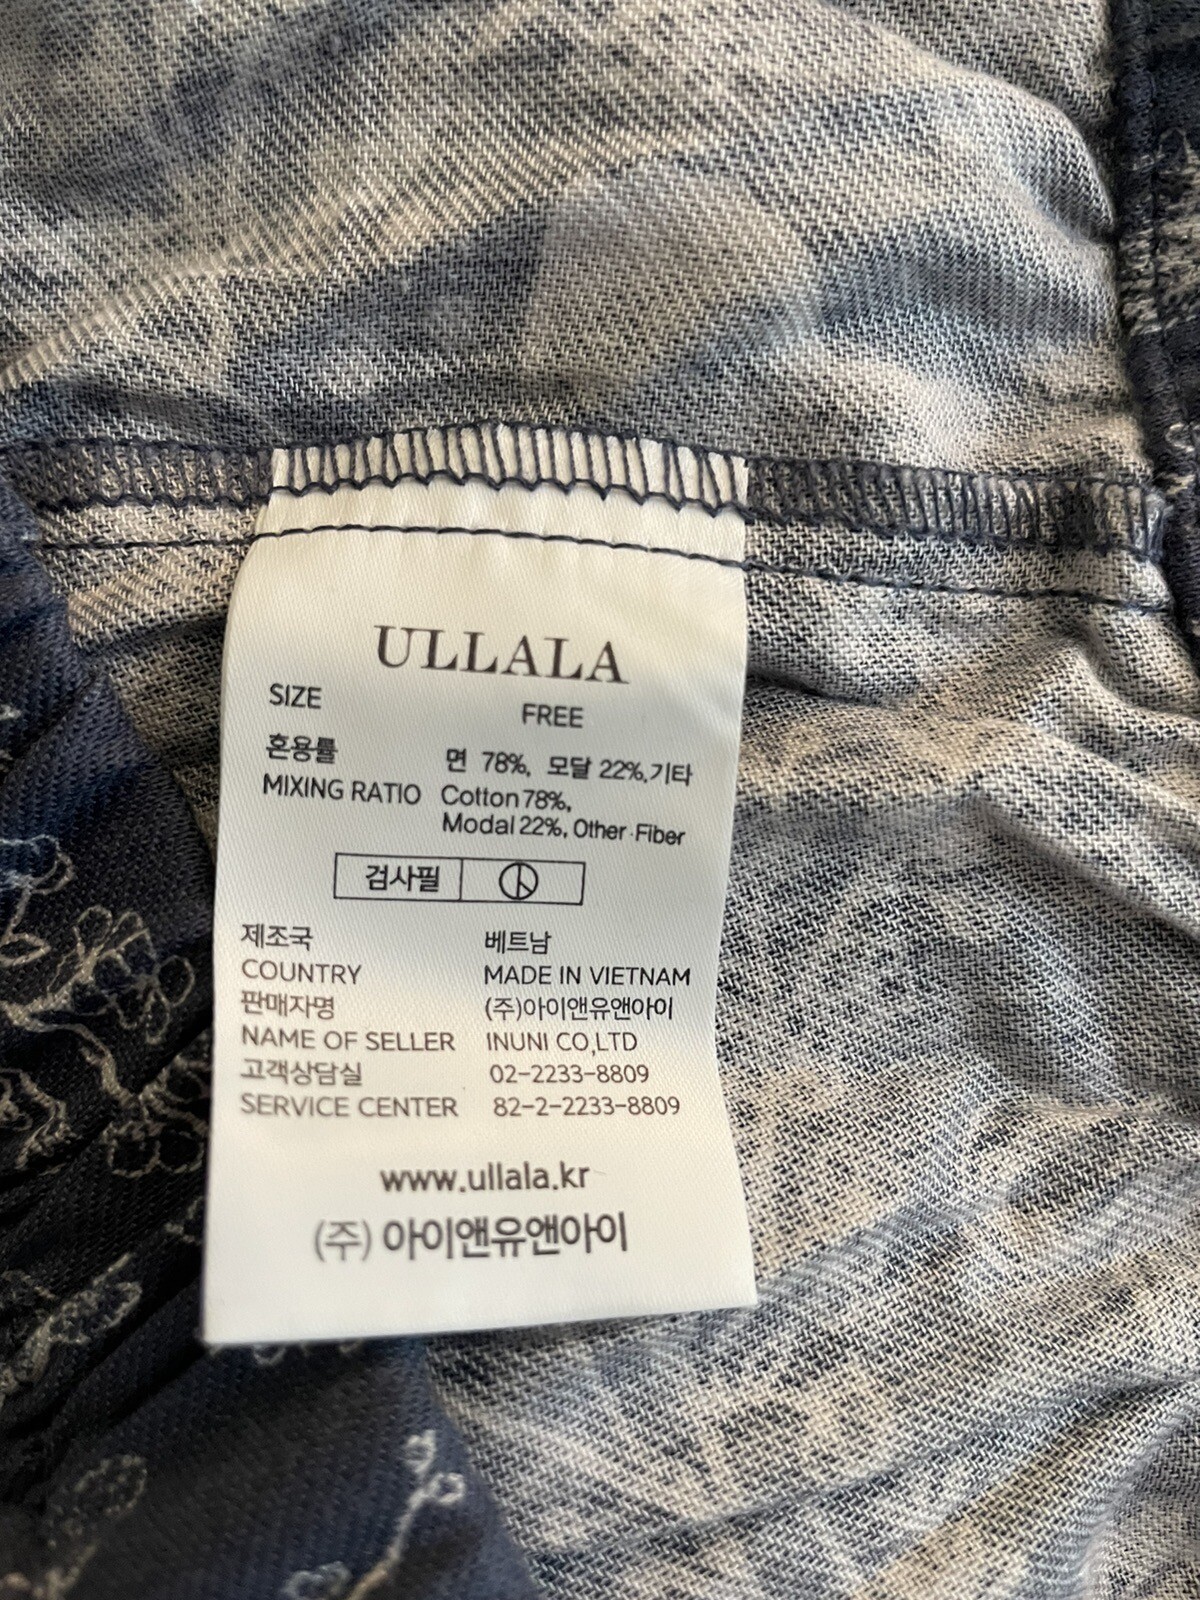 ULLALA
SIZE FREE
혼용률 면 78%, 모달 22%,기타
MIXING RATIO Cotton78%,
Modal 22%, Other Fiber
검사필
제조국 베트남
COUNTRY MADE IN VIETNAM
판매자명 (주)아이앤유앤아이
NAME OF SELLER INUNI CO,LTD
고객상담실 02-2233-8809
SERVICE CENTER 82-2-2233-8809
www.ullala.kr
(주) 아이앤유앤아이